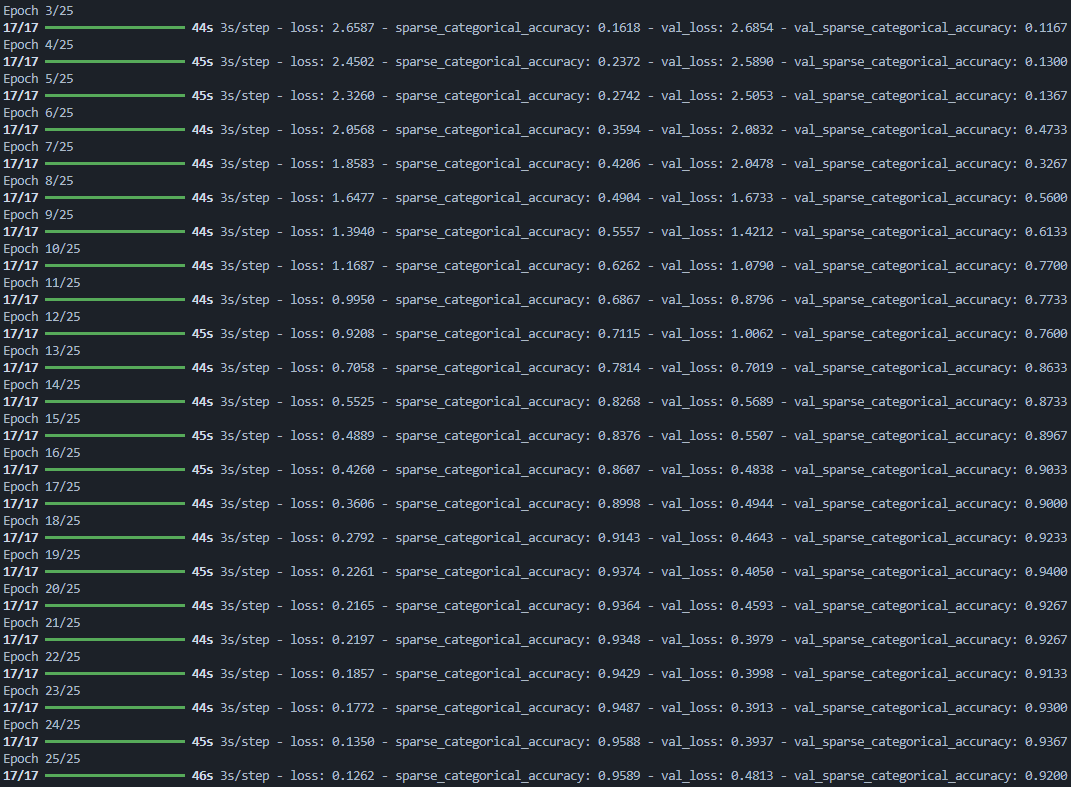 Epoch 3/25
17/17 44s 3s/step - loss: 2.6587 - sparse_categorical_accuracy: 0.1618 - val_loss: 2.6854 - val_sparse_categorical_accuracy: 0.1167
Epoch 4/25
17/17 45s 3s/step - loss: 2.4502 - sparse_categorical_accuracy: 0.2372 - val_loss: 2.5890 - val_sparse_categorical_accuracy: 0.1300
Epoch 5/25
17/17 45s 3s/step - loss: 2.3260 - sparse_categorical_accuracy: 0.2742 - val_loss: 2.5053 - val_sparse_categorical_accuracy: 0.1367
Epoch 6/25
17/17 44s 3s/step - loss: 2.0568 - sparse_categorical_accuracy: 0.3594 - val_loss: 2.0832 - val_sparse_categorical_accuracy: 0.4733
Epoch 7/25
17/17 44s 3s/step - loss: 1.8583 - sparse_categorical_accuracy: 0.4206 - val_loss: 2.0478 - val_sparse_categorical_accuracy: 0.3267
Epoch 8/25
17/17 44s 3s/step - loss: 1.6477 - sparse_categorical_accuracy: 0.4904 - val_loss: 1.6733 - val_sparse_categorical_accuracy: 0.5600
Epoch 9/25
17/17 44s 3s/step - loss: 1.3940 - sparse_categorical_accuracy: 0.5557 - val_loss: 1.4212 - val_sparse_categorical_accuracy: 0.6133
Epoch 10/25
17/17 44s 3s/step - loss: 1.1687 - sparse_categorical_accuracy: 0.6262 - val_loss: 1.0790 - val_sparse_categorical_accuracy: 0.7700
Epoch 11/25
17/17 44s 3s/step - loss: 0.9950 - sparse_categorical_accuracy: 0.6867 - val_loss: 0.8796 - val_sparse_categorical_accuracy: 0.7733
Epoch 12/25
17/17 45s 3s/step - loss: 0.9208 - sparse_categorical_accuracy: 0.7115 - val_loss: 1.0062 - val_sparse_categorical_accuracy: 0.7600
Epoch 13/25
17/17 44s 3s/step - loss: 0.7058 - sparse_categorical_accuracy: 0.7814 - val_loss: 0.7019 - val_sparse_categorical_accuracy: 0.8633
Epoch 14/25
17/17 44s 3s/step - loss: 0.5525 - sparse_categorical_accuracy: 0.8268 - val_loss: 0.5689 - val_sparse_categorical_accuracy: 0.8733
Epoch 15/25
17/17 45s 3s/step - loss: 0.4889 - sparse_categorical_accuracy: 0.8376 - val_loss: 0.5507 - val_sparse_categorical_accuracy: 0.8967
Epoch 16/25
17/17 45s 3s/step - loss: 0.4260 - sparse_categorical_accuracy: 0.8607 - val_loss: 0.4838 - val_sparse_categorical_accuracy: 0.9033
Epoch 17/25
17/17 44s 3s/step - loss: 0.3606 - sparse_categorical_accuracy: 0.8998 - val_loss: 0.4944 - val_sparse_categorical_accuracy: 0.9000
Epoch 18/25
17/17 44s 3s/step - loss: 0.2792 - sparse_categorical_accuracy: 0.9143 - val_loss: 0.4643 - val_sparse_categorical_accuracy: 0.9233
Epoch 19/25
17/17 45s 3s/step - loss: 0.2261 - sparse_categorical_accuracy: 0.9374 - val_loss: 0.4050 - val_sparse_categorical_accuracy: 0.9400
Epoch 20/25
17/17 44s 3s/step - loss: 0.2165 - sparse_categorical_accuracy: 0.9364 - val_loss: 0.4593 - val_sparse_categorical_accuracy: 0.9267
Epoch 21/25
17/17 44s 3s/step - loss: 0.2197 - sparse_categorical_accuracy: 0.9348 - val_loss: 0.3979 - val_sparse_categorical_accuracy: 0.9267
Epoch 22/25
17/17 44s 3s/step - loss: 0.1857 - sparse_categorical_accuracy: 0.9429 - val_loss: 0.3998 - val_sparse_categorical_accuracy: 0.9133
Epoch 23/25
17/17 44s 3s/step - loss: 0.1772 - sparse_categorical_accuracy: 0.9487 - val_loss: 0.3913 - val_sparse_categorical_accuracy: 0.9300
Epoch 24/25
17/17 45s 3s/step - loss: 0.1350 - sparse_categorical_accuracy: 0.9588 - val_loss: 0.3937 - val_sparse_categorical_accuracy: 0.9367
Epoch 25/25
17/17 46s 3s/step - loss: 0.1262 - sparse_categorical_accuracy: 0.9589 - val_loss: 0.4813 - val_sparse_categorical_accuracy: 0.9200